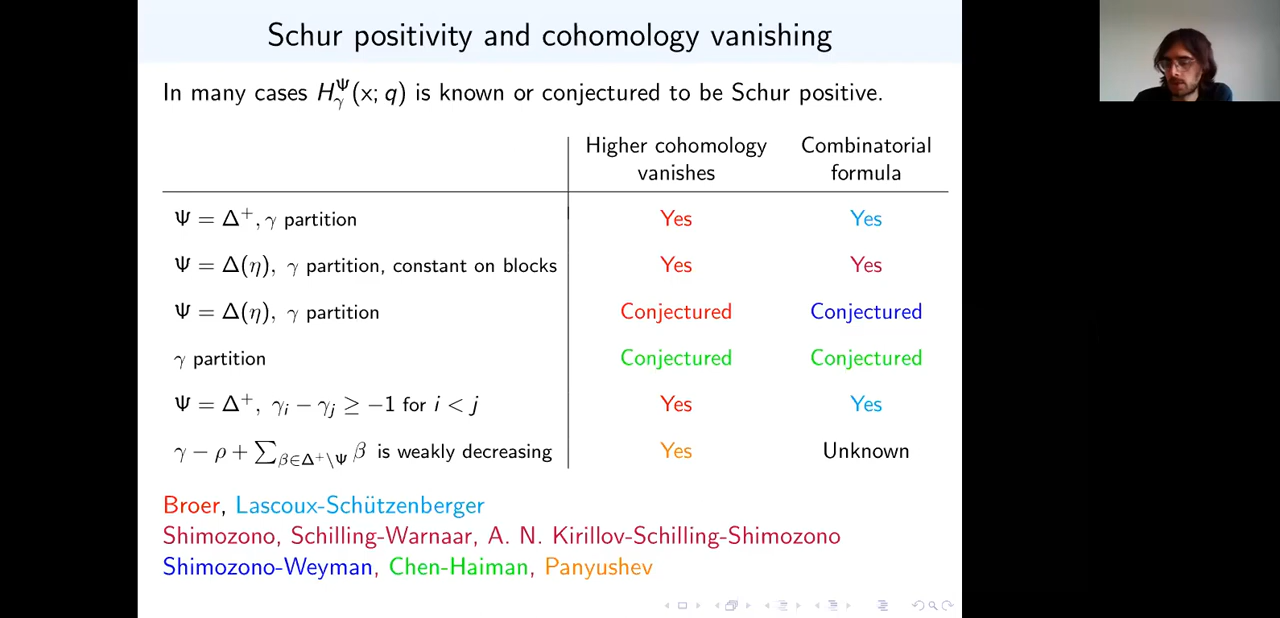 Schur positivity and cohomology vanishing
In many cases H_γ^Ψ(x; q) is known or conjectured to be Schur positive.
Higher cohomology vanishes
Combinatorial formula
Ψ = Δ⁺, γ partition Yes Yes
Ψ = Δ(η), γ partition, constant on blocks Yes Yes
Ψ = Δ(η), γ partition Conjectured Conjectured
γ partition Conjectured Conjectured
Ψ = Δ⁺, γ_i − γ_j ≥ −1 for i < j Yes Yes
γ − ρ + ∑_{β∈Δ⁺\Ψ} β is weakly decreasing Yes Unknown
Broer, Lascoux-Schützenberger
Shimozono, Schilling-Warnaar, A. N. Kirillov-Schilling-Shimozono
Shimozono-Weyman, Chen-Haiman, Panyushev